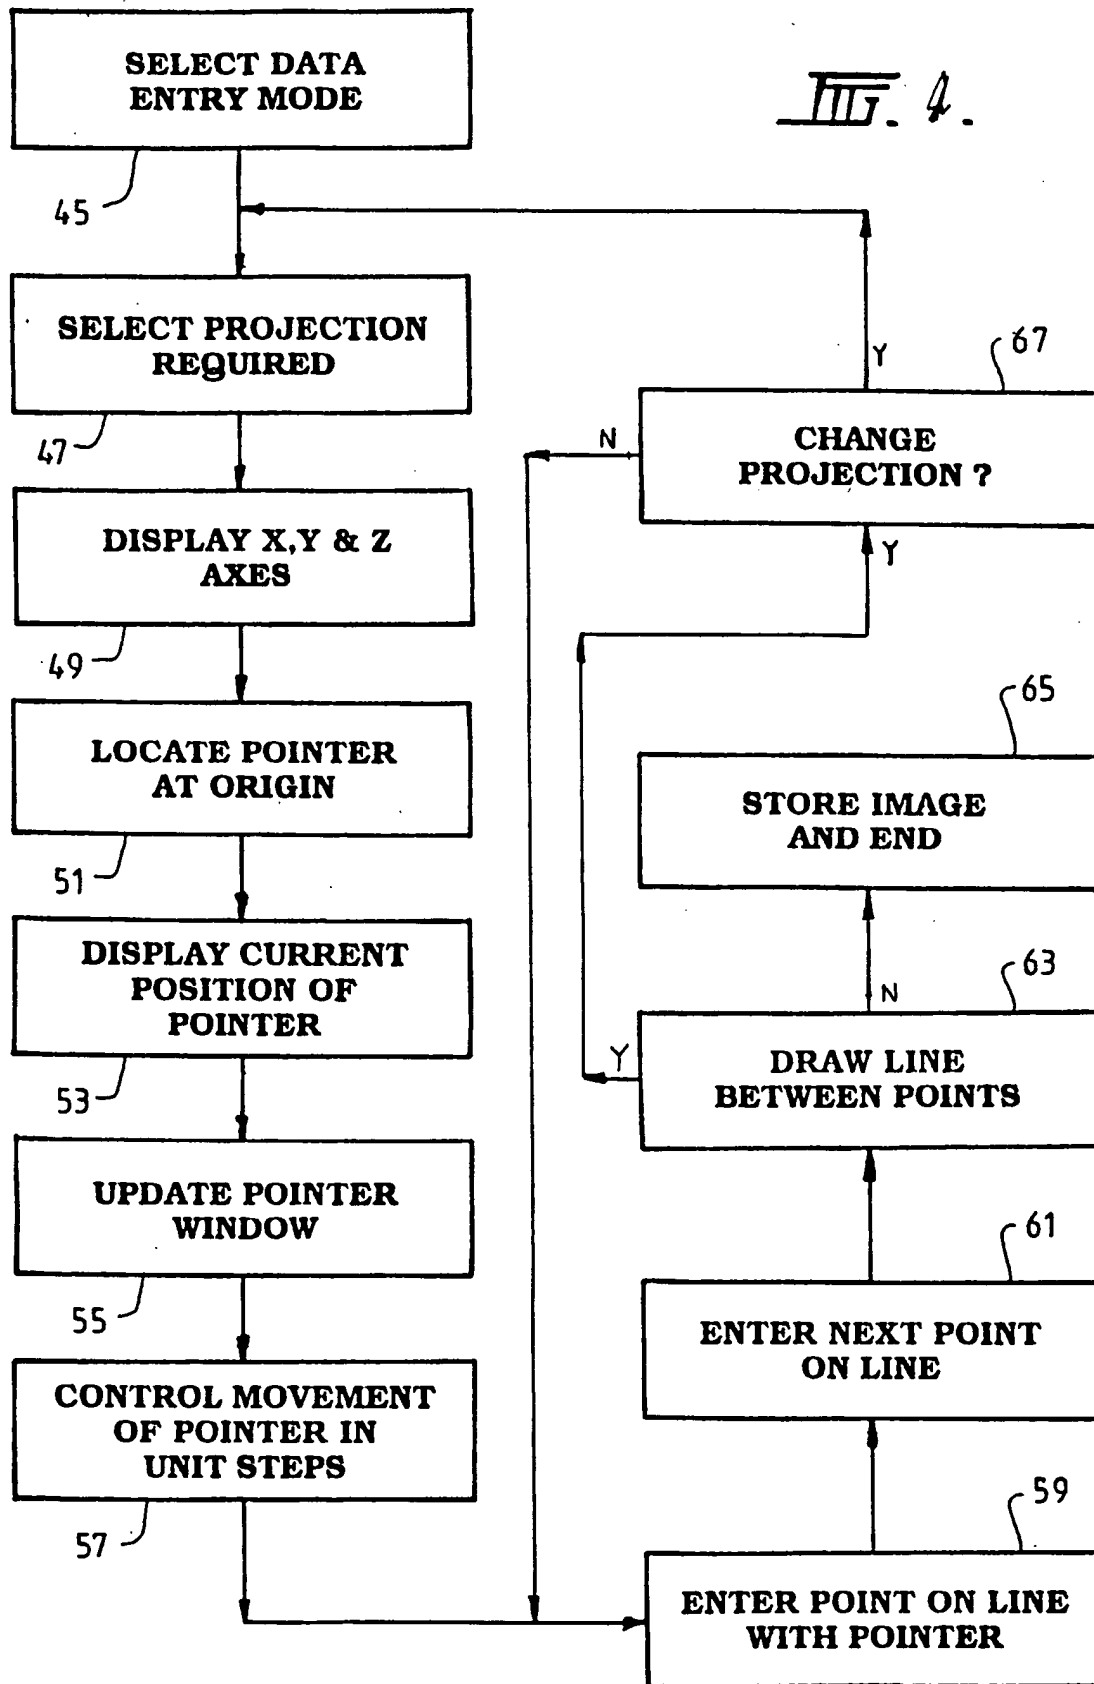 FIG. 4.
SELECT DATA
ENTRY MODE
45
SELECT PROJECTION
REQUIRED
47
DISPLAY X,Y & Z
AXES
49
LOCATE POINTER
AT ORIGIN
51
DISPLAY CURRENT
POSITION OF
POINTER
53
UPDATE POINTER
WINDOW
55
CONTROL MOVEMENT
OF POINTER IN
UNIT STEPS
57
Y
67
CHANGE
PROJECTION ?
N
Y
65
STORE IMAGE
AND END
N
63
Y
DRAW LINE
BETWEEN POINTS
61
ENTER NEXT POINT
ON LINE
59
ENTER POINT ON LINE
WITH POINTER